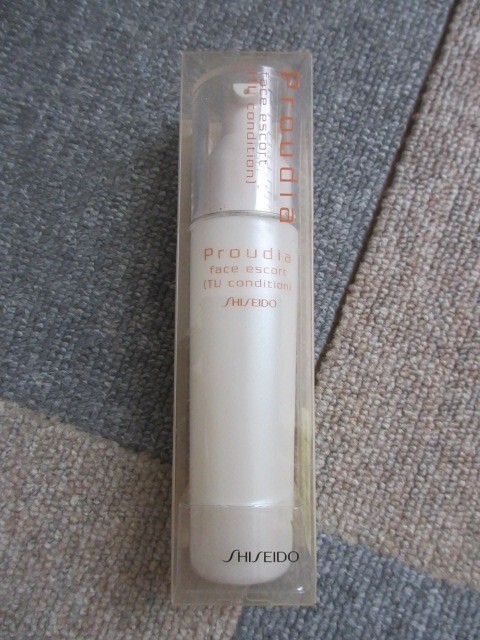 Proudia
face escort
[TU condition]
Proudia
face escort
[TU condition]
SHISEIDO
SHISEIDO